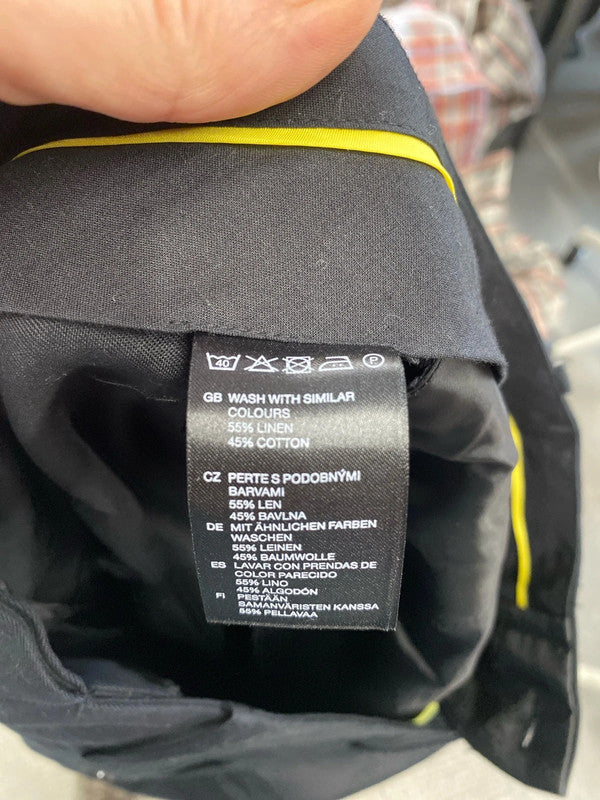 40 P
GB WASH WITH SIMILAR
COLOURS
55% LINEN
45% COTTON
CZ PERTE S PODOBNÝMI
BARVAMI
55% LEN
45% BAVLNA
DE MIT ÄHNLICHEN FARBEN
WASCHEN
55% LEINEN
45% BAUMWOLLE
ES LAVAR CON PRENDAS DE
COLOR PARECIDO
55% LINO
45% ALGODÓN
FI PESTÄÄN
SAMANVÄRISTEN KANSSA
55% PELLAVAA